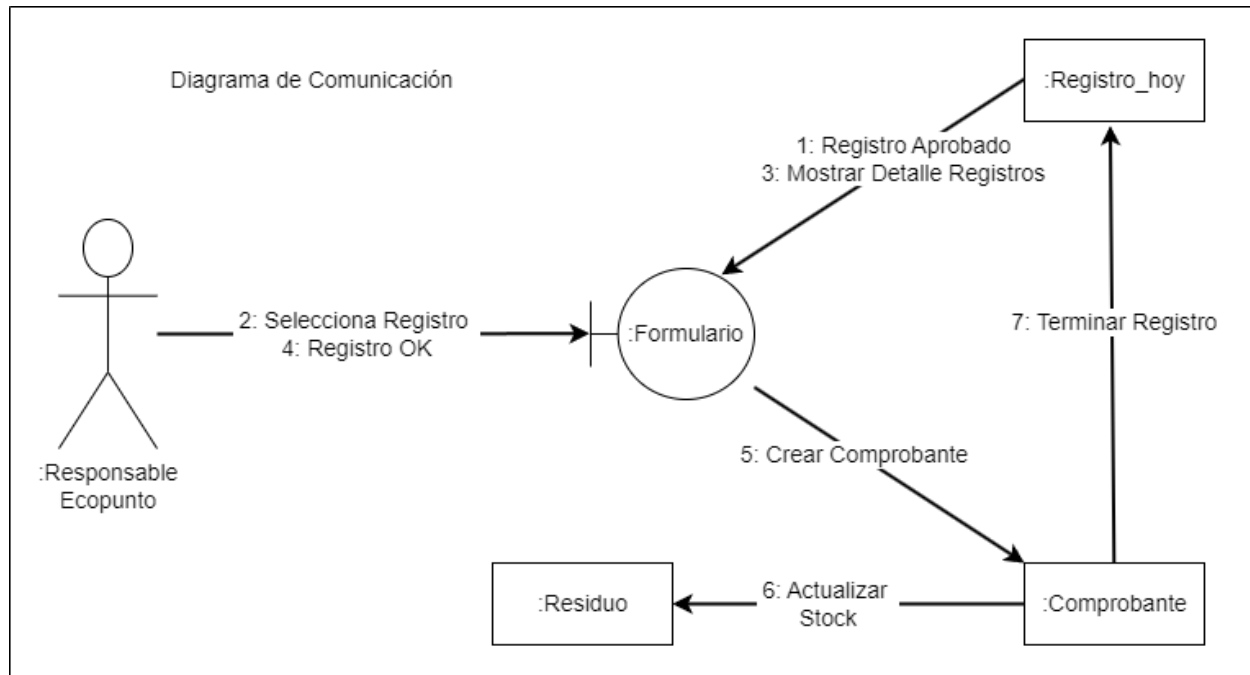 Diagrama de Comunicación
:Registro_hoy
1: Registro Aprobado
3: Mostrar Detalle Registros
2: Selecciona Registro
4: Registro OK
:Formulario
7: Terminar Registro
:Responsable
Ecopunto
5: Crear Comprobante
:Residuo
6: Actualizar
Stock
:Comprobante